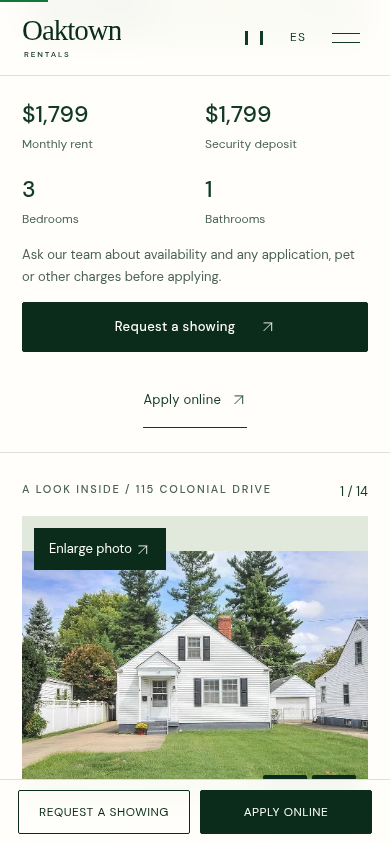 Oaktown
RENTALS
ES
$1,799
$1,799
Monthly rent
Security deposit
3
1
Bedrooms
Bathrooms
Ask our team about availability and any application, pet
or other charges before applying.
Request a showing
Apply online
A LOOK INSIDE / 115 COLONIAL DRIVE
1 / 14
Enlarge photo
REQUEST A SHOWING
APPLY ONLINE